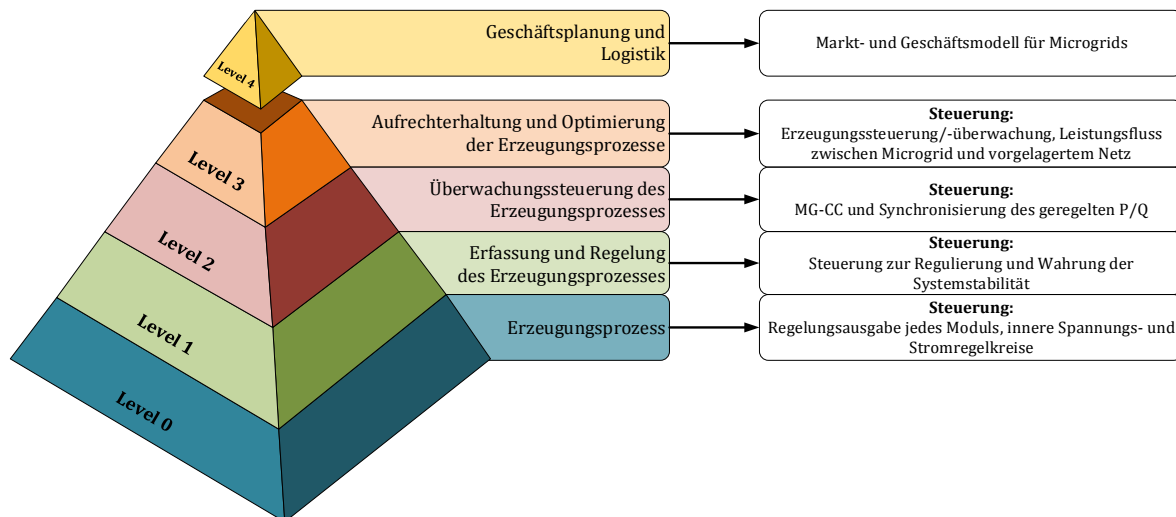 Geschäftsplanung und
Logistik
Markt- und Geschäftsmodell für Microgrids
Level 4
Aufrechterhaltung und Optimierung
der Erzeugungsprozesse
Steuerung:
Erzeugungssteuerung/-überwachung, Leistungsfluss
zwischen Microgrid und vorgelagertem Netz
Level 3
Überwachungssteuerung des
Erzeugungsprozesses
Steuerung:
MG-CC und Synchronisierung des geregelten P/Q
Level 2
Erfassung und Regelung
des Erzeugungsprozesses
Steuerung:
Steuerung zur Regulierung und Wahrung der
Systemstabilität
Level 1
Erzeugungsprozess
Steuerung:
Regelungsausgabe jedes Moduls, innere Spannungs- und
Stromregelkreise
Level 0